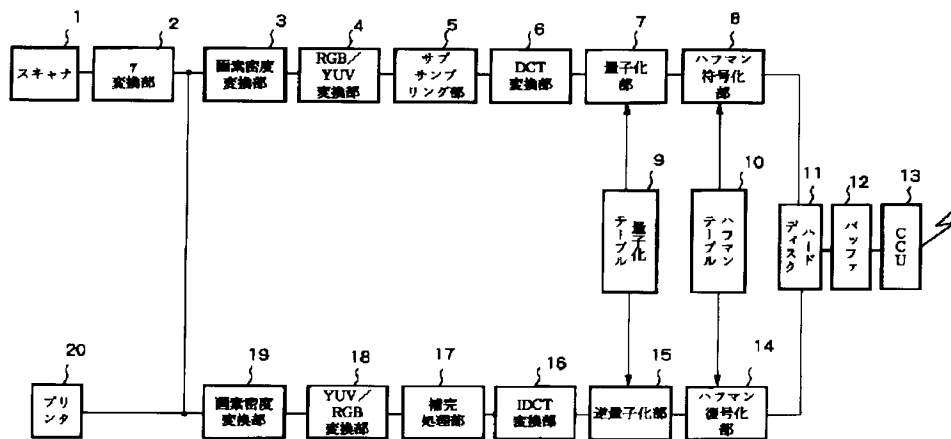 1
2
3
4
5
6
7
8
スキャナ
γ
変換部
画素密度
変換部
RGB／
YUV
変換部
サブ
サンプ
リング部
DCT
変換部
量子化
部
ハフマン
符号化
部
9
10
11
12
13
量子化
テーブル
ハフマン
テーブル
ハード
ディスク
バッファ
CCU
20
19
18
17
16
15
14
プリ
ンタ
画素密度
変換部
YUV／
RGB
変換部
補完
処理部
IDCT
変換部
逆量子化部
ハフマン
復号化
部